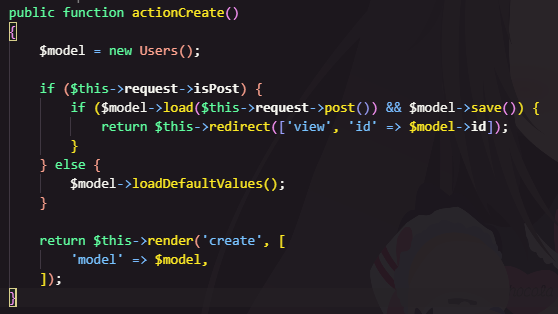 public function actionCreate()
{
    $model = new Users();

    if ($this->request->isPost) {
        if ($model->load($this->request->post()) && $model->save()) {
            return $this->redirect(['view', 'id' => $model->id]);
        }
    } else {
        $model->loadDefaultValues();
    }

    return $this->render('create', [
        'model' => $model,
    ]);
}